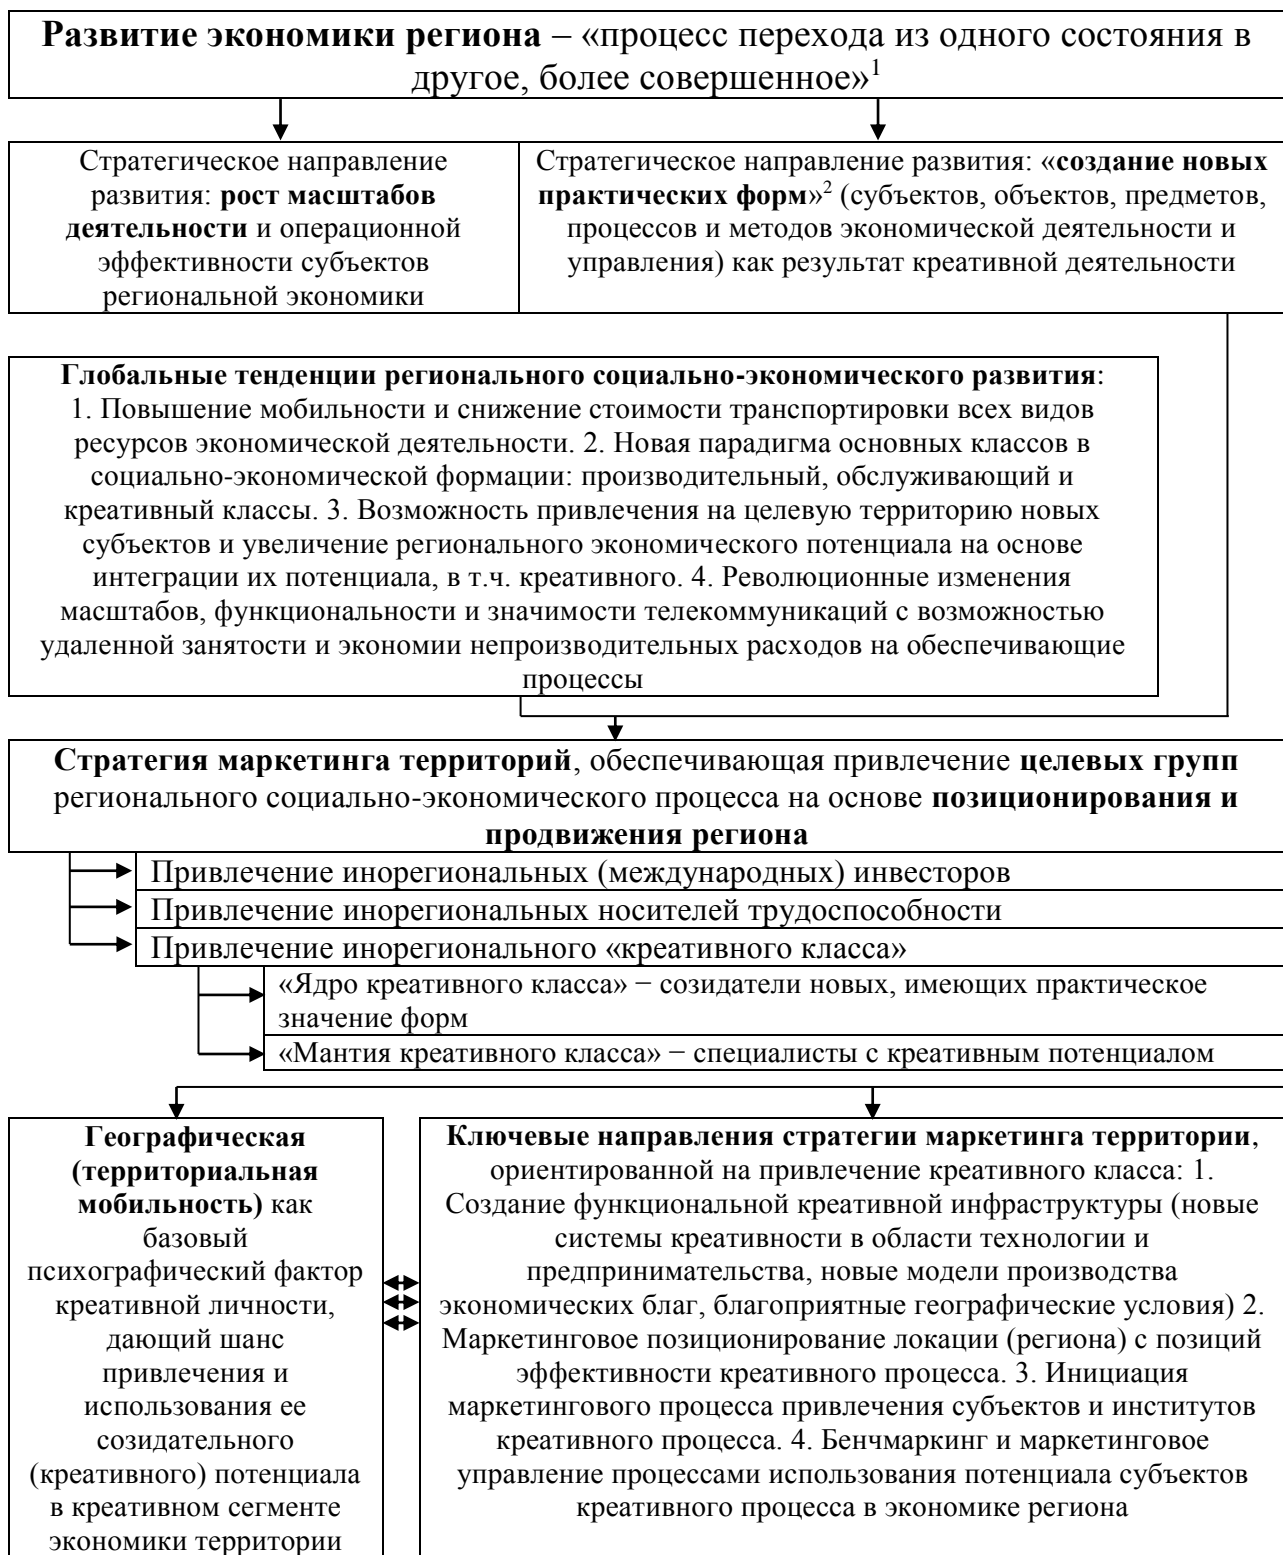 Развитие экономики региона – «процесс перехода из одного состояния в
другое, более совершенное»1
Стратегическое направление
развития: рост масштабов
деятельности и операционной
эффективности субъектов
региональной экономики
Стратегическое направление развития: «создание новых
практических форм»2 (субъектов, объектов, предметов,
процессов и методов экономической деятельности и
управления) как результат креативной деятельности
Глобальные тенденции регионального социально-экономического развития:
1. Повышение мобильности и снижение стоимости транспортировки всех видов
ресурсов экономической деятельности. 2. Новая парадигма основных классов в
социально-экономической формации: производительный, обслуживающий и
креативный классы. 3. Возможность привлечения на целевую территорию новых
субъектов и увеличение регионального экономического потенциала на основе
интеграции их потенциала, в т.ч. креативного. 4. Революционные изменения
масштабов, функциональности и значимости телекоммуникаций с возможностью
удаленной занятости и экономии непроизводительных расходов на обеспечивающие
процессы
Стратегия маркетинга территорий, обеспечивающая привлечение целевых групп
регионального социально-экономического процесса на основе позиционирования и
продвижения региона
Привлечение инорегиональных (международных) инвесторов
Привлечение инорегиональных носителей трудоспособности
Привлечение инорегионального «креативного класса»
«Ядро креативного класса» − созидатели новых, имеющих практическое
значение форм
«Мантия креативного класса» − специалисты с креативным потенциалом
Географическая
(территориальная
мобильность) как
базовый
психографический фактор
креативной личности,
дающий шанс
привлечения и
использования ее
созидательного
(креативного) потенциала
в креативном сегменте
экономики территории
Ключевые направления стратегии маркетинга территории,
ориентированной на привлечение креативного класса: 1.
Создание функциональной креативной инфраструктуры (новые
системы креативности в области технологии и
предпринимательства, новые модели производства
экономических благ, благоприятные географические условия) 2.
Маркетинговое позиционирование локации (региона) с позиций
эффективности креативного процесса. 3. Инициация
маркетингового процесса привлечения субъектов и институтов
креативного процесса. 4. Бенчмаркинг и маркетинговое
управление процессами использования потенциала субъектов
креативного процесса в экономике региона